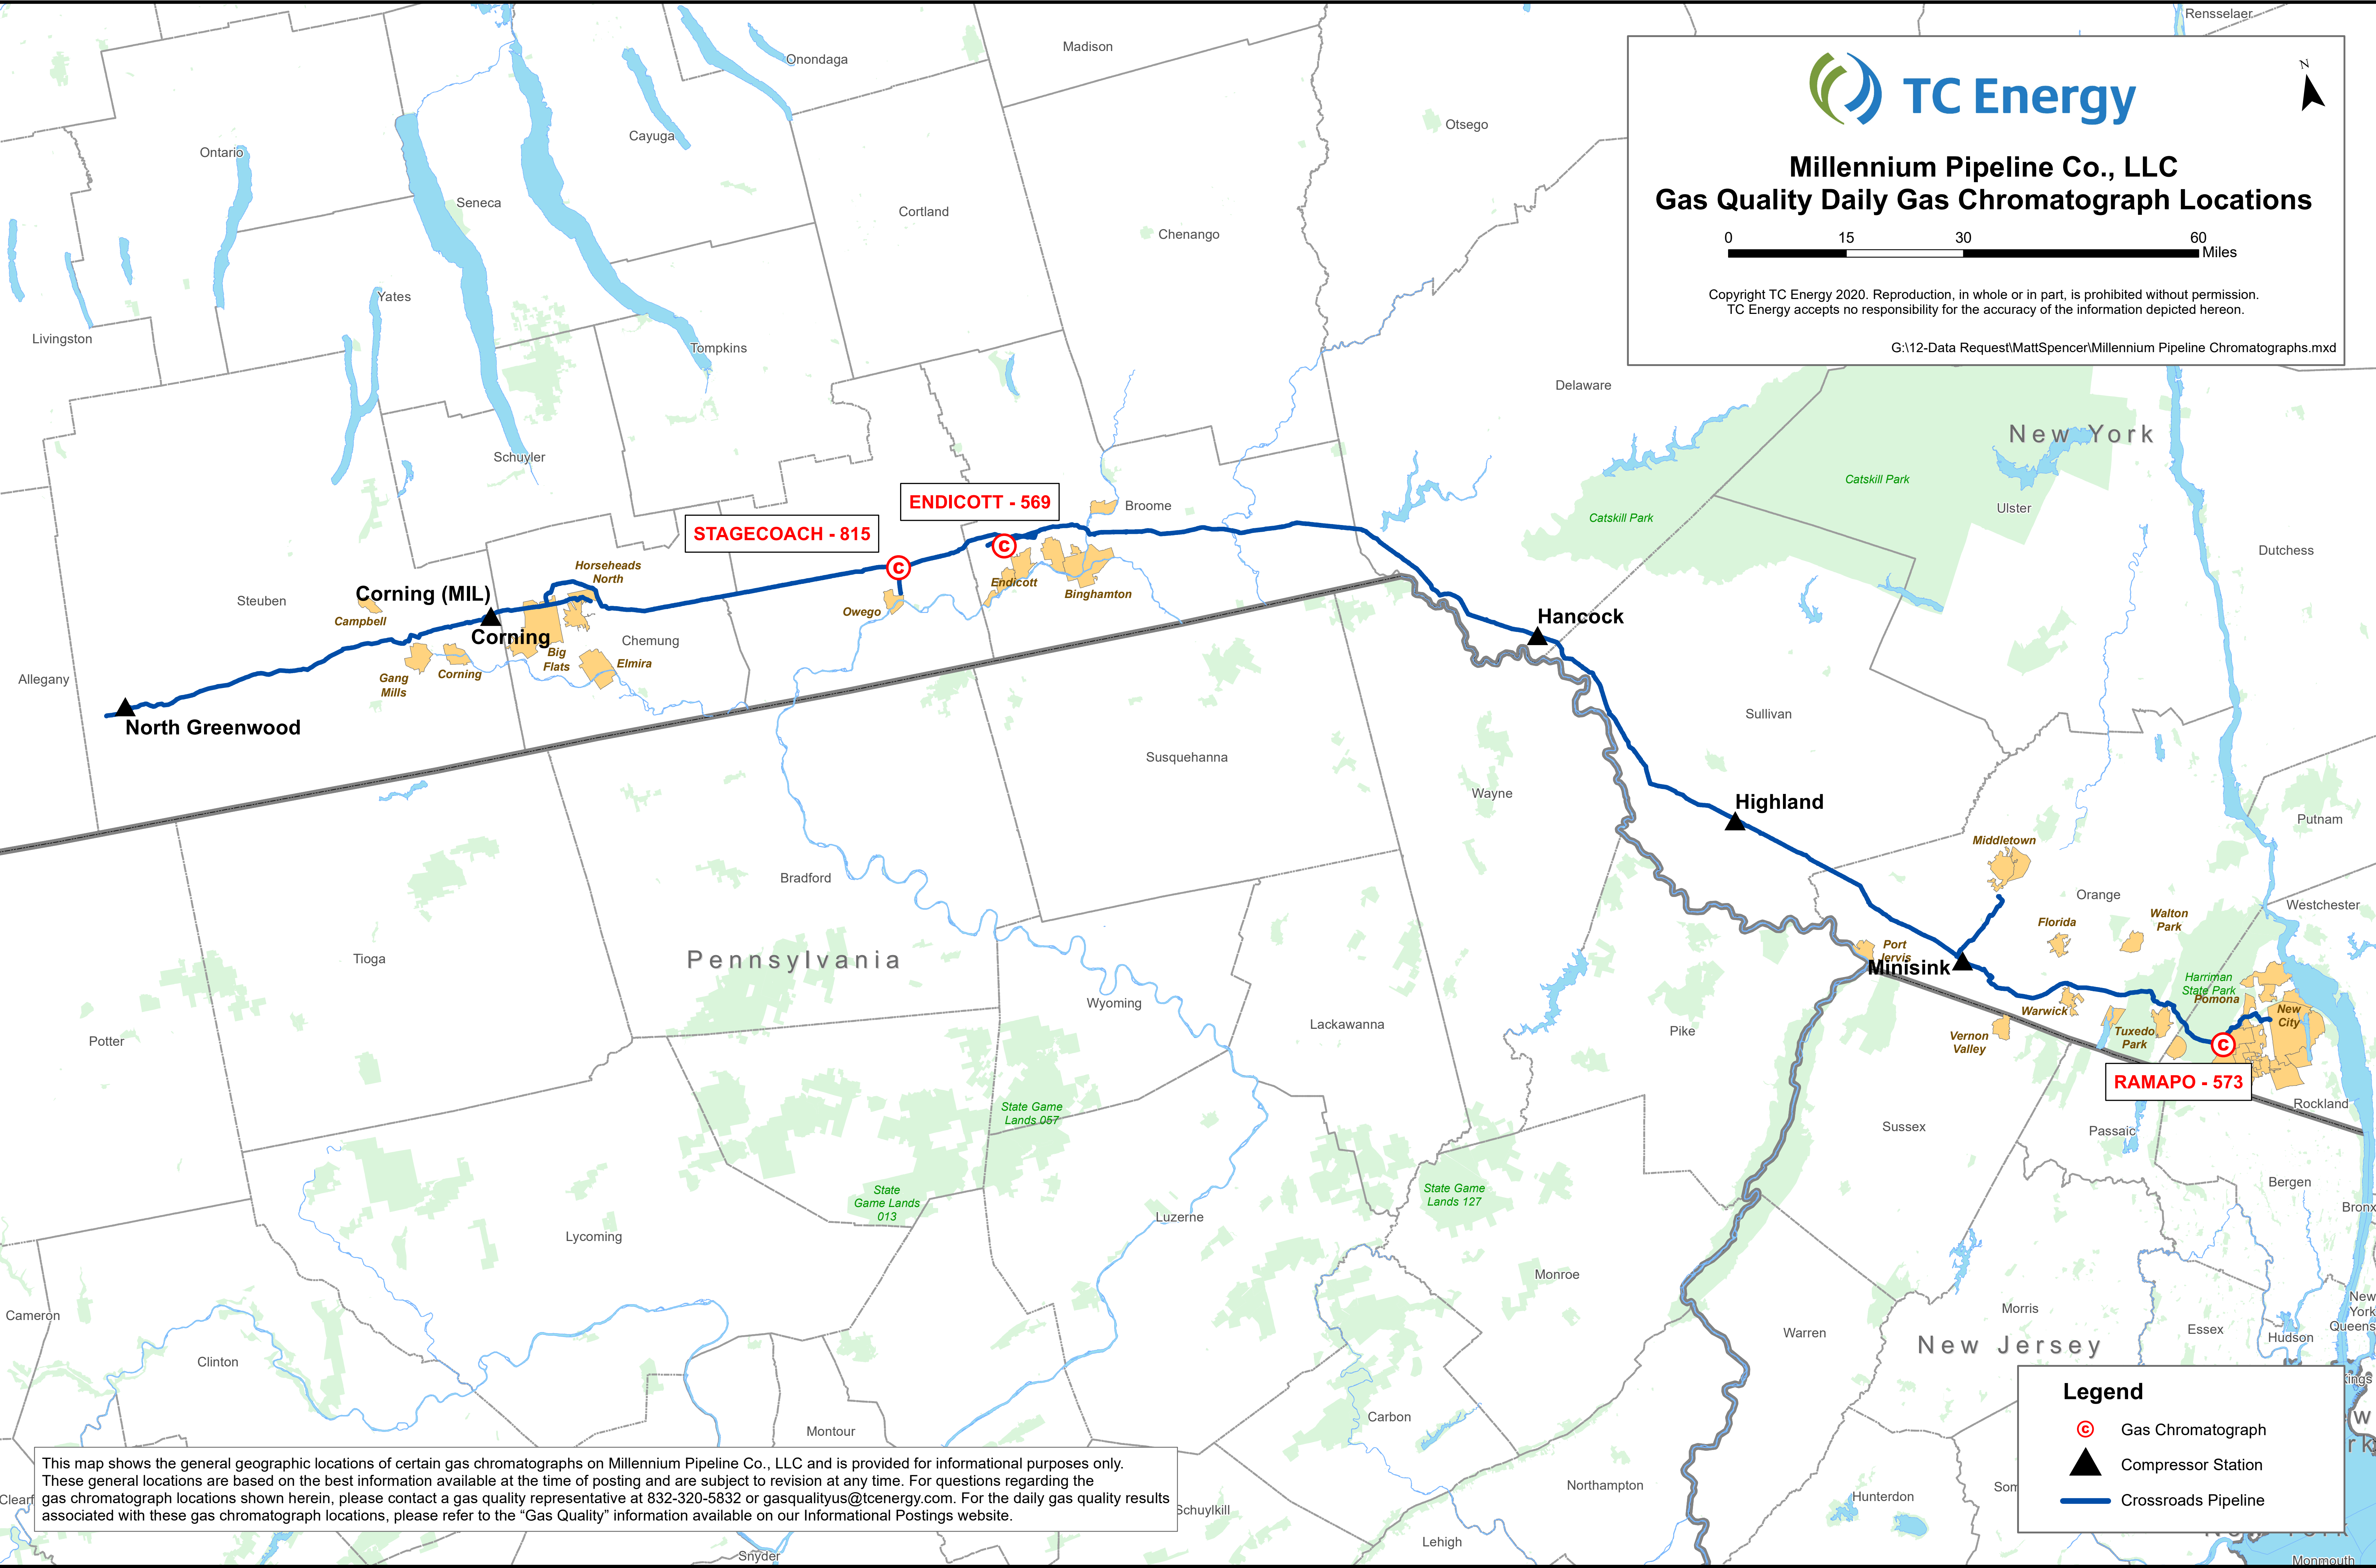 Rensselaer
Onondaga
Madison
Otsego
Cayuga
Ontario
Seneca
Cortland
Chenango
Yates
Livingston
Tompkins
Schuyler
Delaware
TC Energy
N
Millennium Pipeline Co., LLC
Gas Quality Daily Gas Chromatograph Locations
0 15 30 60
Miles
Copyright TC Energy 2020. Reproduction, in whole or in part, is prohibited without permission.
TC Energy accepts no responsibility for the accuracy of the information depicted hereon.
G:\12-Data Request\MattSpencer\Millennium Pipeline Chromatographs.mxd
New York
Catskill Park
Catskill Park
Ulster
Dutchess
ENDICOTT - 569
STAGECOACH - 815
Broome
C
C
Horseheads
North
Corning (MIL)
Steuben
Campbell
Corning
Chemung
Big
Flats
Elmira
Gang
Mills
Corning
Owego
Endicott
Binghamton
Allegany
North Greenwood
Hancock
Sullivan
Susquehanna
Wayne
Highland
Putnam
Middletown
Bradford
Orange
Westchester
Florida
Walton
Park
Port
Jervis
Minisink
Pennsylvania
Tioga
Harriman
State Park
Pomona
New
City
Wyoming
Warwick
Lackawanna
Pike
Vernon
Valley
Tuxedo
Park
C
Potter
RAMAPO - 573
Rockland
State Game
Lands 057
Sussex
Passaic
State
Game Lands
013
State Game
Lands 127
Bergen
Bronx
Luzerne
Lycoming
Monroe
Cameron
Morris
New
York
Queens
Warren
New Jersey
Essex
Hudson
Clinton
Carbon
Montour
Northampton
Hunterdon
Schuylkill
Lehigh
Snyder
Monmouth
This map shows the general geographic locations of certain gas chromatographs on Millennium Pipeline Co., LLC and is provided for informational purposes only.
These general locations are based on the best information available at the time of posting and are subject to revision at any time. For questions regarding the
gas chromatograph locations shown herein, please contact a gas quality representative at 832-320-5832 or gasqualityus@tcenergy.com. For the daily gas quality results
associated with these gas chromatograph locations, please refer to the “Gas Quality” information available on our Informational Postings website.
Legend
C Gas Chromatograph
Compressor Station
Crossroads Pipeline